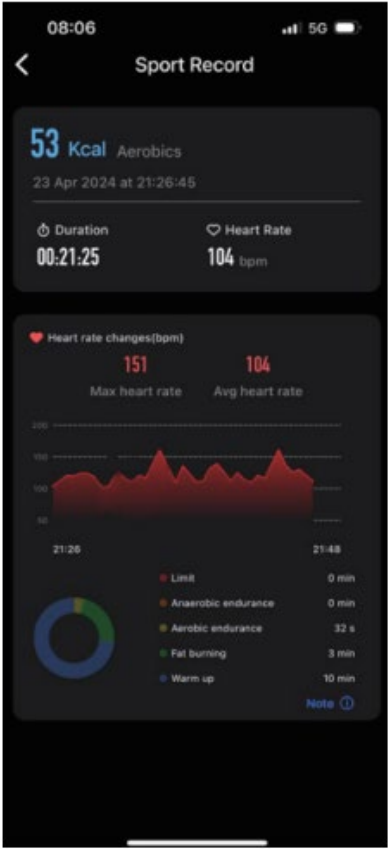 08:06 5G
Sport Record
53 Kcal Aerobics
23 Apr 2024 at 21:26:45
Duration Heart Rate
00:21:25 104 bpm
Heart rate changes(bpm)
151 104
Max heart rate Avg heart rate
200
150
100
50
21:26 21:48
Limit 0 min
Anaerobic endurance 0 min
Aerobic endurance 32 s
Fat burning 3 min
Warm up 10 min
Note